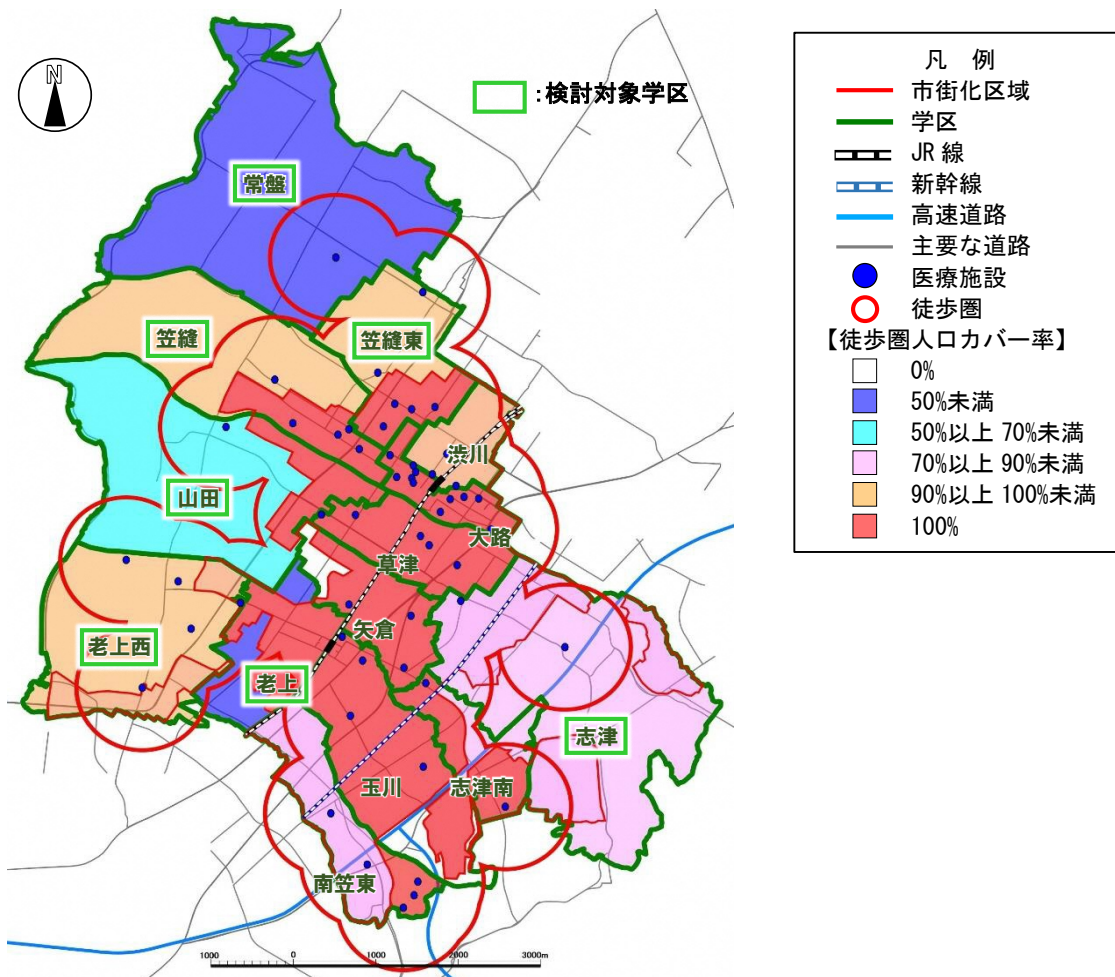 N
:検討対象学区
常盤
笠縫
笠縫東
渋川
山田
大路
草津
矢倉
老上西
老上
志津
玉川
志津南
南笠東
1000 0 1000 2000 3000m
凡 例
市街化区域
学区
JR 線
新幹線
高速道路
主要な道路
医療施設
徒歩圏
【徒歩圏人口カバー率】
0%
50%未満
50%以上 70%未満
70%以上 90%未満
90%以上 100%未満
100%